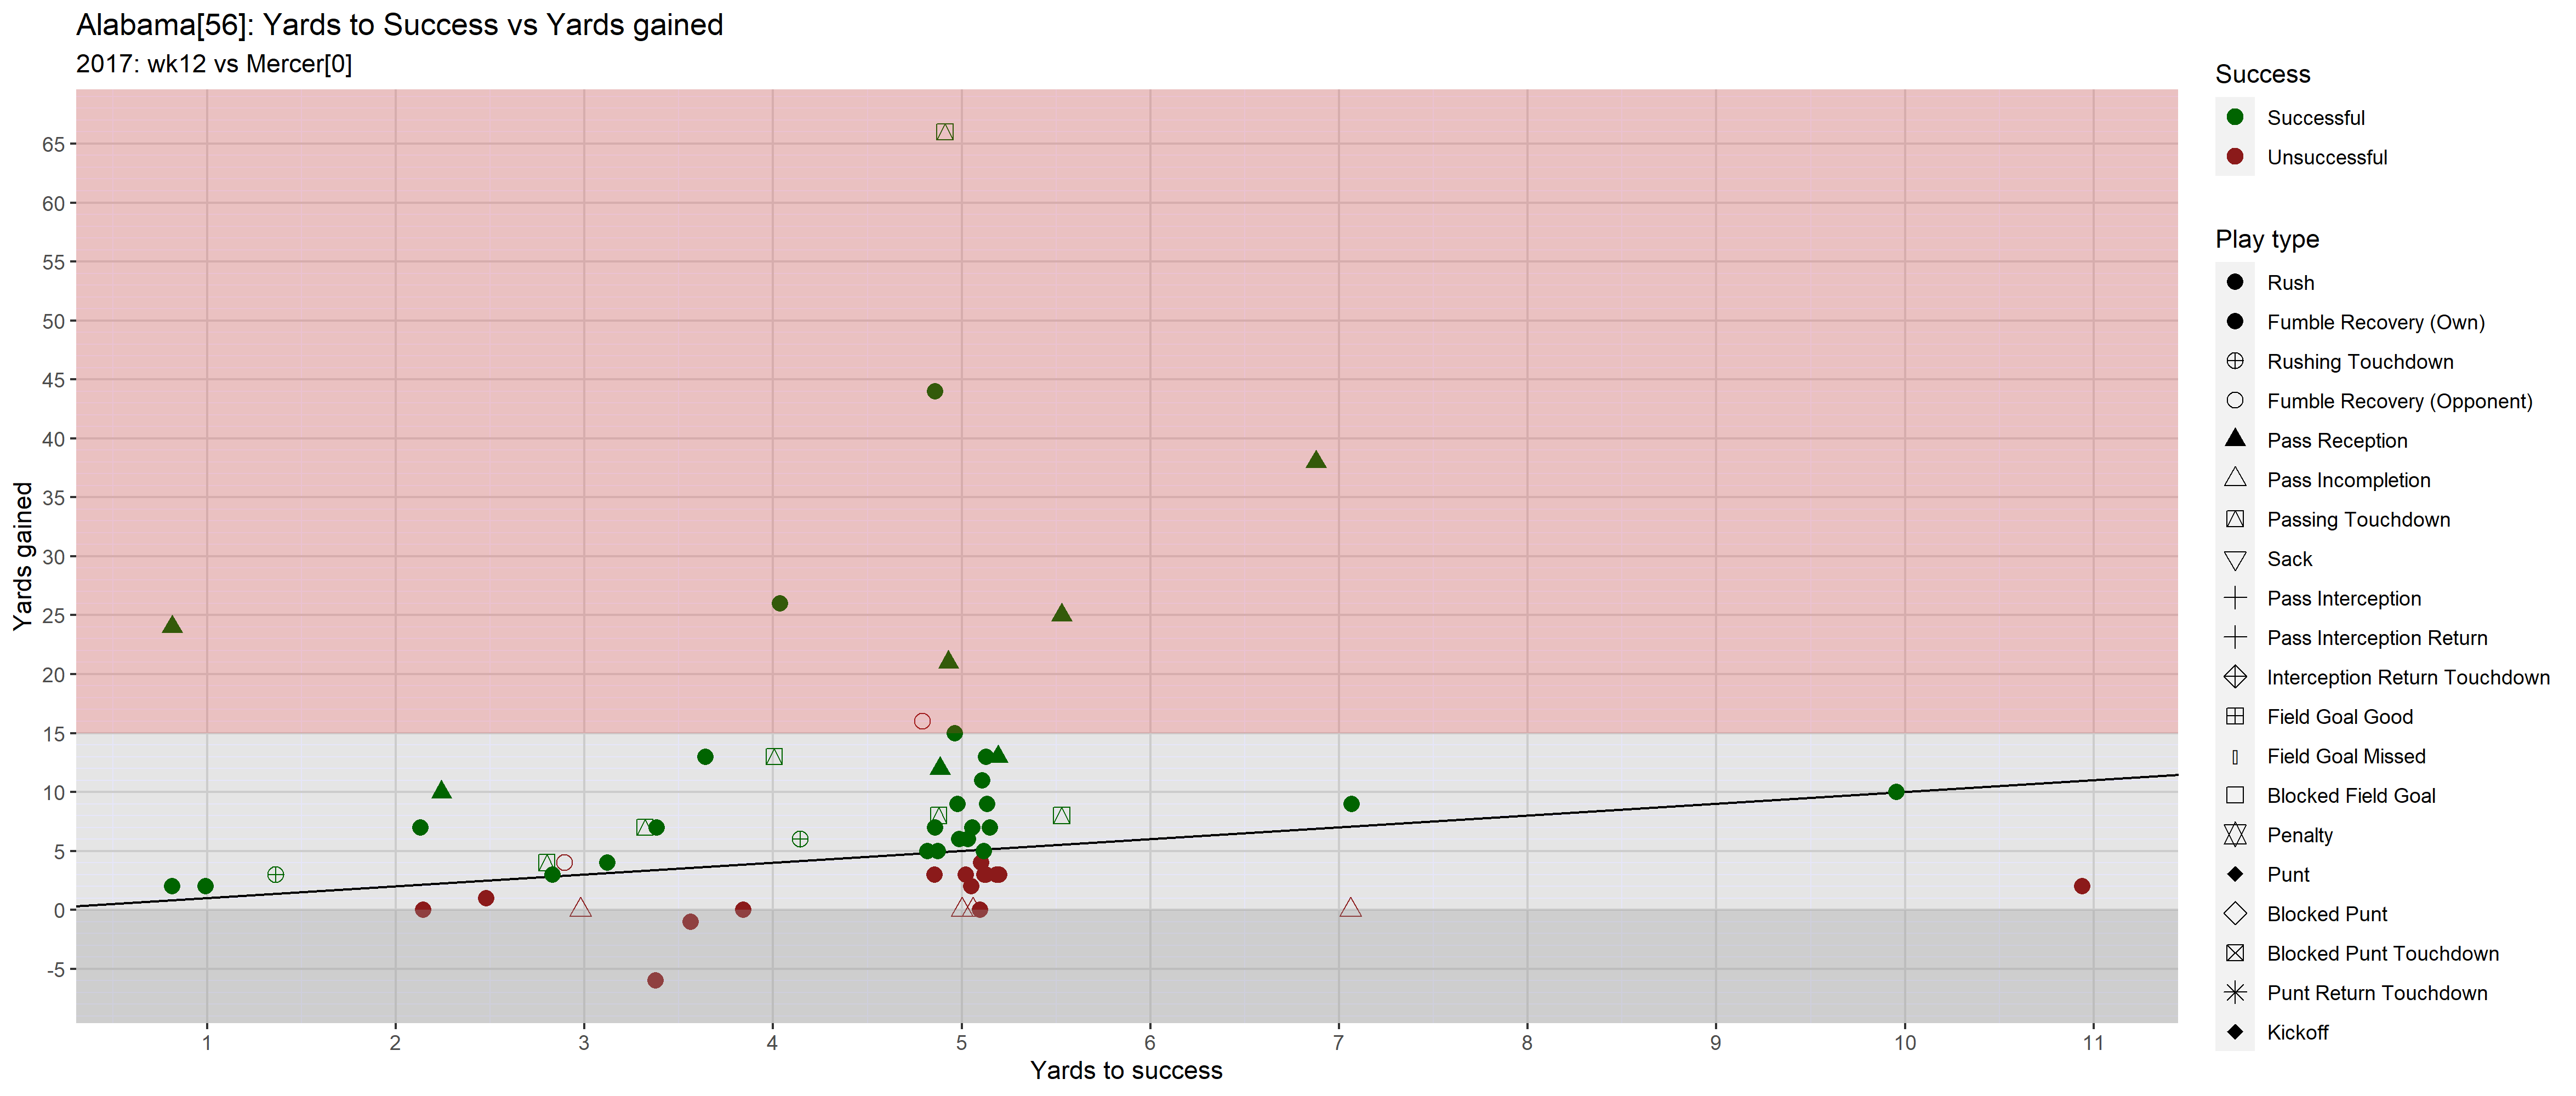 Alabama[56]: Yards to Success vs Yards gained
2017: wk12 vs Mercer[0]
Yards gained
65
60
55
50
45
40
35
30
25
20
15
10
5
0
-5
1 2 3 4 5 6 7 8 9 10 11
Yards to success
Success
Successful
Unsuccessful
Play type
Rush
Fumble Recovery (Own)
Rushing Touchdown
Fumble Recovery (Opponent)
Pass Reception
Pass Incompletion
Passing Touchdown
Sack
Pass Interception
Pass Interception Return
Interception Return Touchdown
Field Goal Good
Field Goal Missed
Blocked Field Goal
Penalty
Punt
Blocked Punt
Blocked Punt Touchdown
Punt Return Touchdown
Kickoff